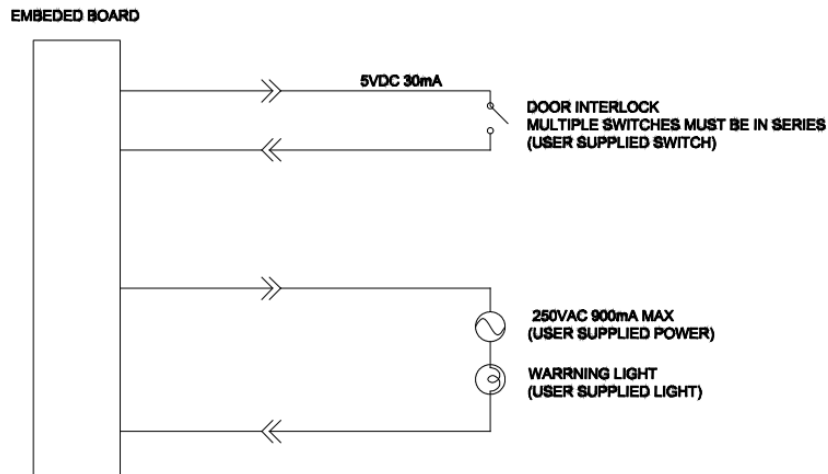 EMBEDED BOARD
5VDC 30mA
DOOR INTERLOCK
MULTIPLE SWITCHES MUST BE IN SERIES
(USER SUPPLIED SWITCH)
250VAC 900mA MAX
(USER SUPPLIED POWER)
WARRNING LIGHT
(USER SUPPLIED LIGHT)